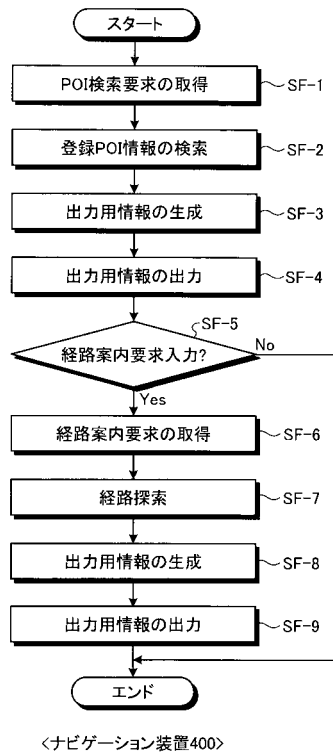 スタート
POI検索要求の取得
SF-1
登録POI情報の検索
SF-2
出力用情報の生成
SF-3
出力用情報の出力
SF-4
SF-5
経路案内要求入力?
No
Yes
経路案内要求の取得
SF-6
経路探索
SF-7
出力用情報の生成
SF-8
出力用情報の出力
SF-9
エンド
<ナビゲーション装置400>